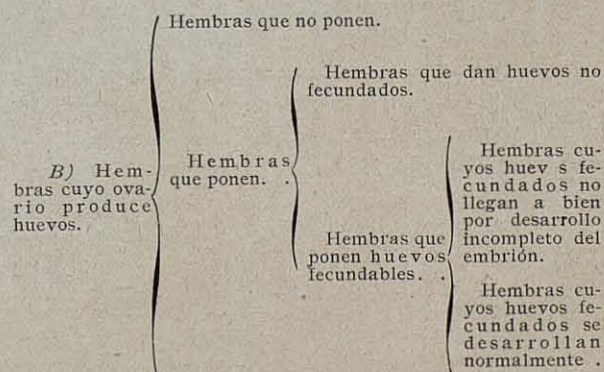 Hembras que no ponen.
B) Hem-
bras cuyo ova-
rio produce
huevos.
Hembras
que ponen. .
Hembras que dan huevos no
fecundados.
Hembras que
ponen huevos
fecundables. .
Hembras cu-
yos huev s fe-
cundados no
llegan a bien
por desarrollo
incompleto del
embrión.
Hembras cu-
yos huevos fe-
cundados se
desarrollan
normalmente .